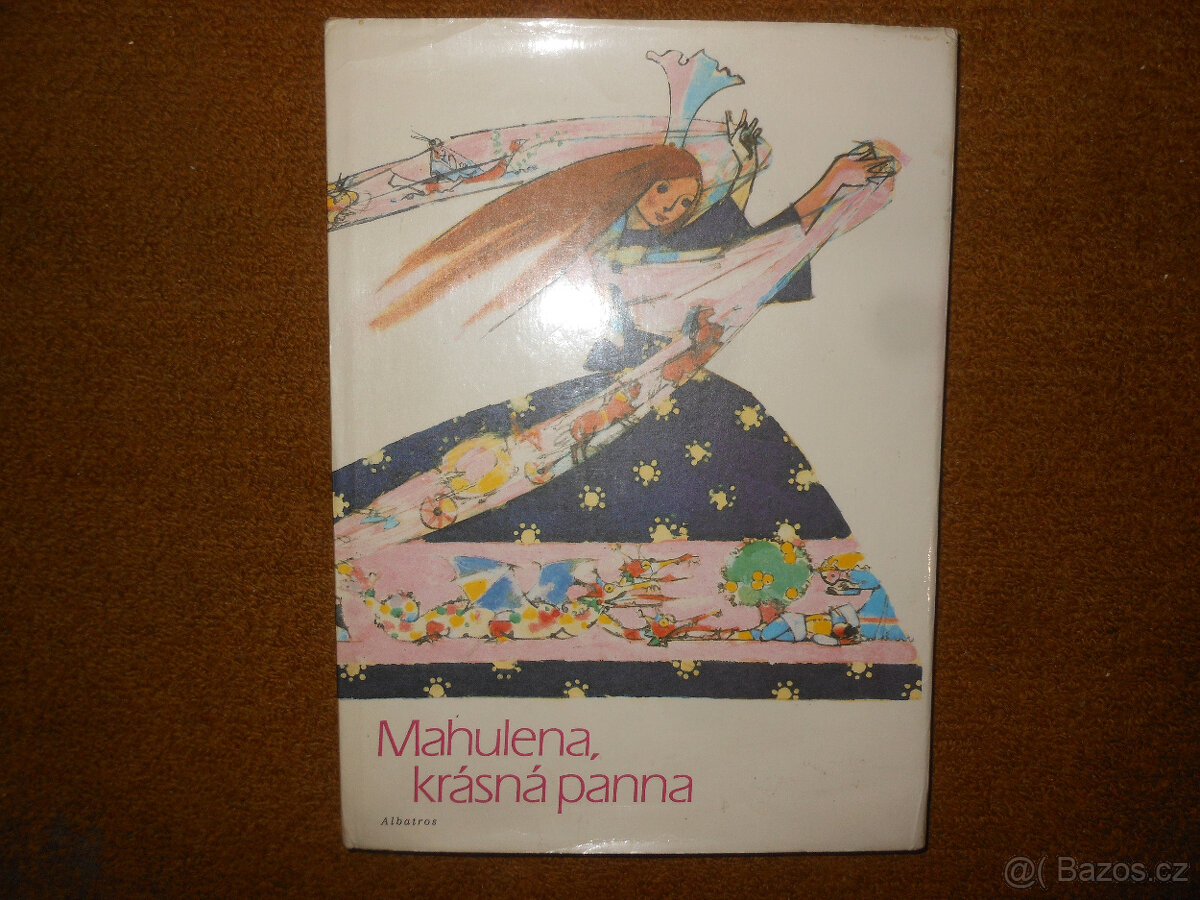 Mahulena,
krásná panna
Albatros
@( Bazos.cz